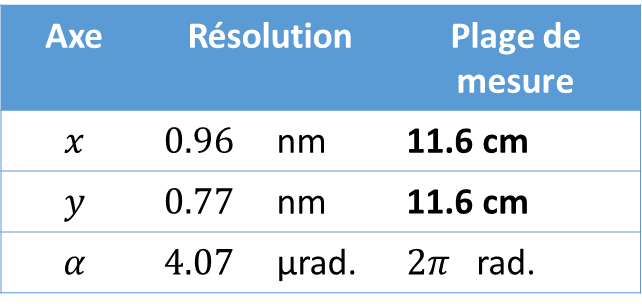 Axe Résolution Plage de
mesure
x 0.96 nm 11.6 cm
y 0.77 nm 11.6 cm
α 4.07 μrad. 2π rad.